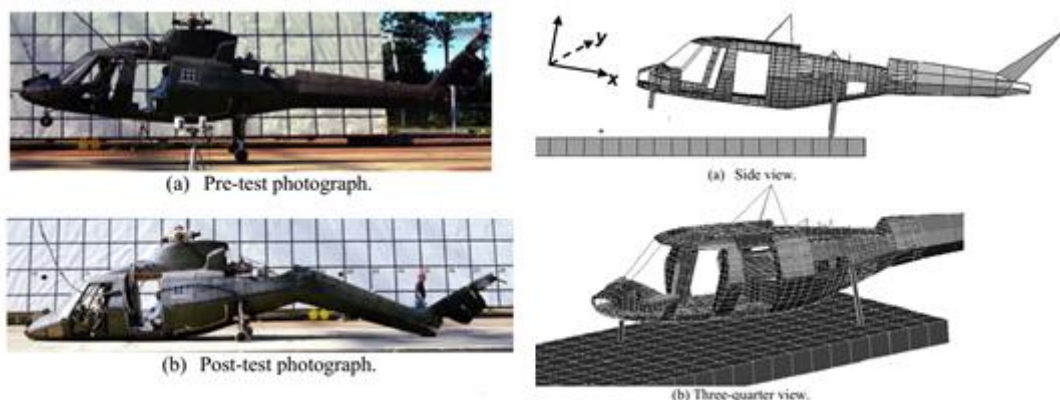 (a) Pre-test photograph.
(b) Post-test photograph.
y
x
(a) Side view.
(b) Three-quarter view.